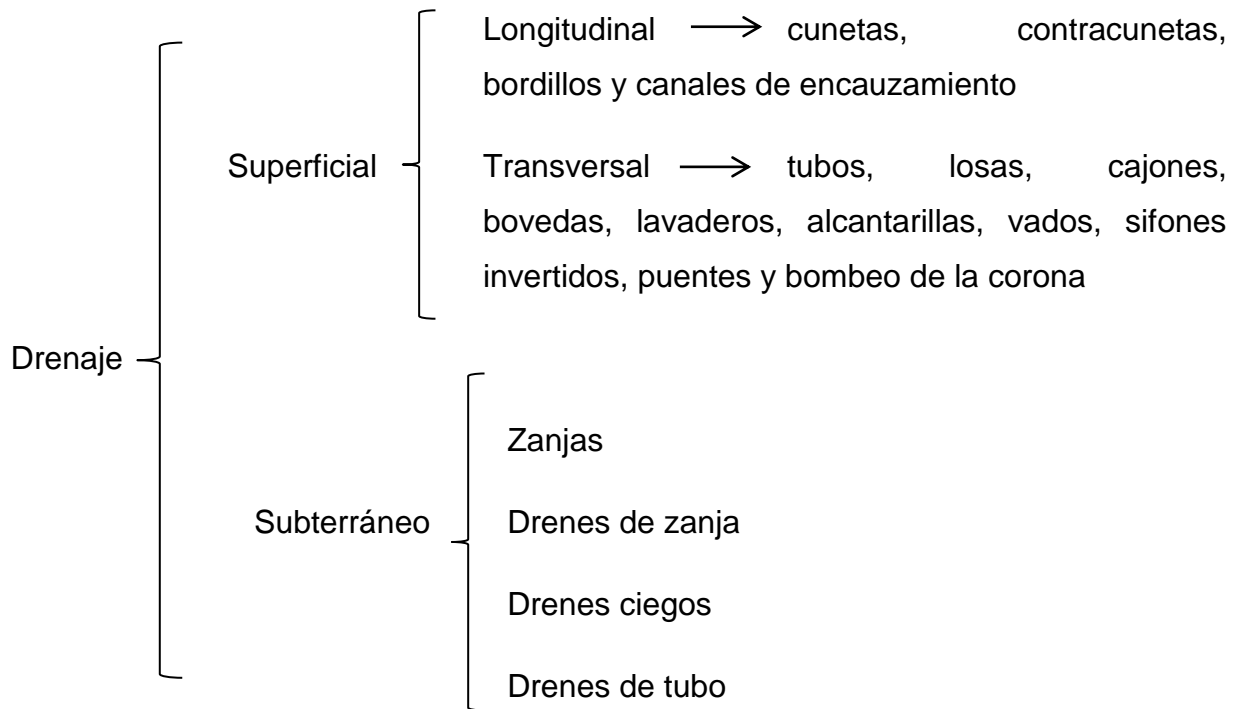 Longitudinal → cunetas, contracunetas,
bordillos y canales de encauzamiento
Superficial
Transversal → tubos, losas, cajones,
bovedas, lavaderos, alcantarillas, vados, sifones
invertidos, puentes y bombeo de la corona
Drenaje
Zanjas
Subterráneo
Drenes de zanja
Drenes ciegos
Drenes de tubo